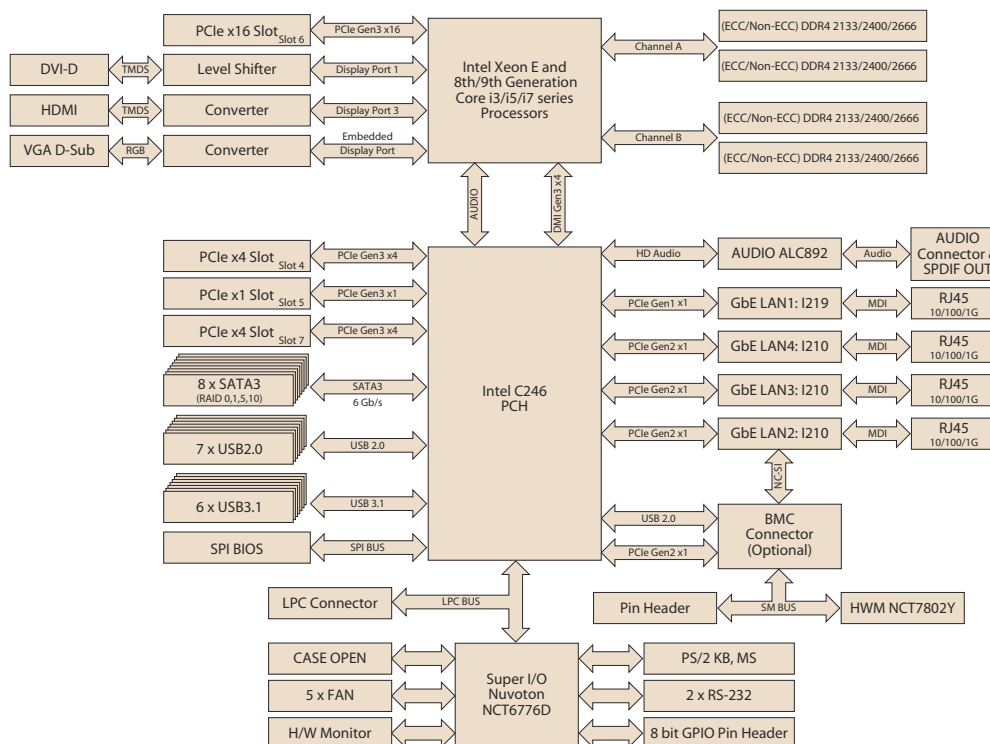 PCIe x16 Slot
Slot 6
PCIe Gen3 x16
DVI-D
TMDS
Level Shifter
Display Port 1
HDMI
TMDS
Converter
Display Port 3
VGA D-Sub
RGB
Converter
Embedded
Display Port
Intel Xeon E and
8th/9th Generation
Core i3/i5/i7 series
Processors
Channel A
(ECC/Non-ECC) DDR4 2133/2400/2666
(ECC/Non-ECC) DDR4 2133/2400/2666
Channel B
(ECC/Non-ECC) DDR4 2133/2400/2666
(ECC/Non-ECC) DDR4 2133/2400/2666
AUDIO
DMI Gen3 x4
PCIe x4 Slot
Slot 4
PCIe Gen3 x4
PCIe x1 Slot
Slot 5
PCIe Gen3 x1
PCIe x4 Slot
Slot 7
PCIe Gen3 x4
8 x SATA3
(RAID 0,1,5,10)
SATA3
6 Gb/s
7 x USB2.0
USB 2.0
6 x USB3.1
USB 3.1
SPI BIOS
SPI BUS
Intel C246
PCH
HD Audio
AUDIO ALC892
Audio
AUDIO
Connector &
SPDIF OUT
PCIe Gen1 x1
GbE LAN1: I219
MDI
RJ45
10/100/1G
PCIe Gen2 x1
GbE LAN4: I210
MDI
RJ45
10/100/1G
PCIe Gen2 x1
GbE LAN3: I210
MDI
RJ45
10/100/1G
PCIe Gen2 x1
GbE LAN2: I210
MDI
RJ45
10/100/1G
NC-SI
USB 2.0
PCIe Gen2 x1
BMC
Connector
(Optional)
LPC Connector
LPC BUS
Pin Header
SM BUS
HWM NCT7802Y
CASE OPEN
5 x FAN
H/W Monitor
Super I/O
Nuvoton
NCT6776D
PS/2 KB, MS
2 x RS-232
8 bit GPIO Pin Header